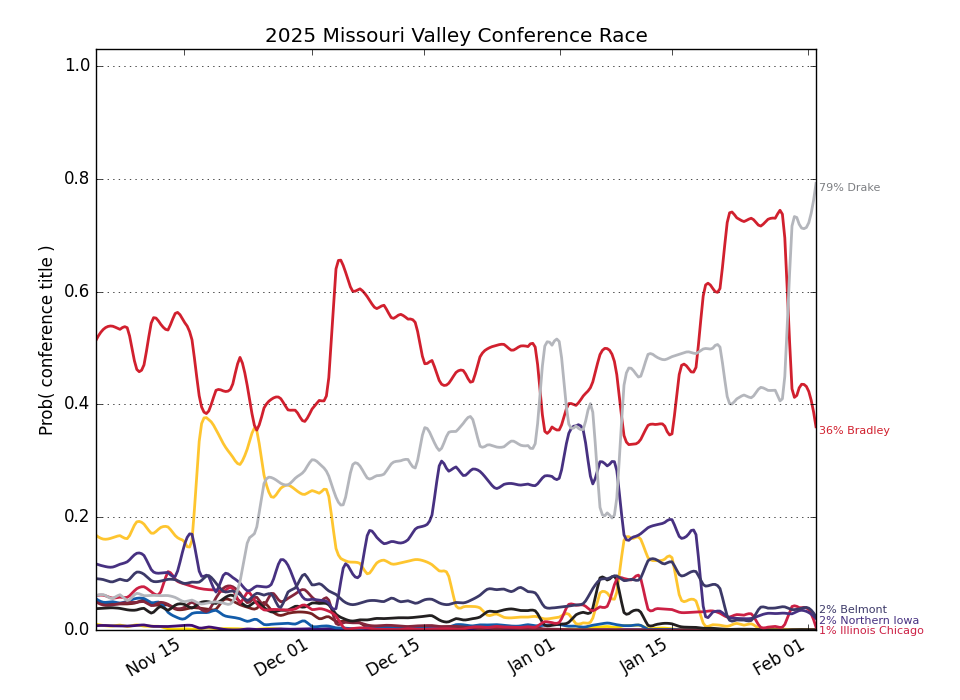 2025 Missouri Valley Conference Race
Prob( conference title )
1.0
0.8
0.6
0.4
0.2
0.0
79% Drake
36% Bradley
2% Belmont
2% Northern Iowa
1% Illinois Chicago
Nov 15
Dec 01
Dec 15
Jan 01
Jan 15
Feb 01